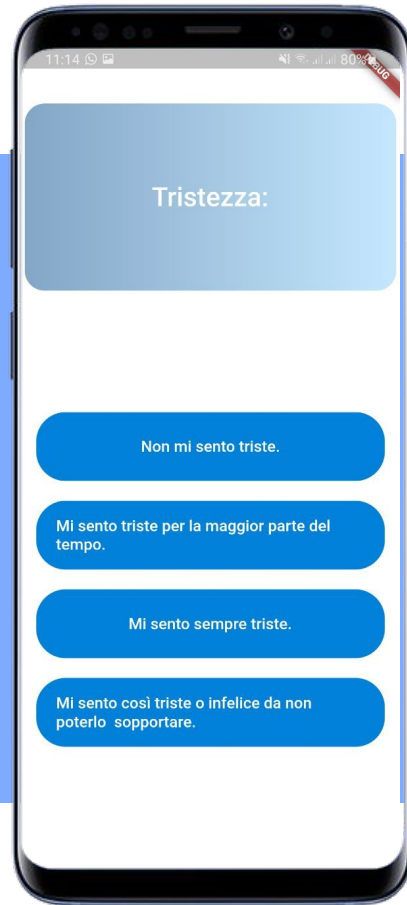 11:14 80%
DEBUG
Tristezza:
Non mi sento triste.
Mi sento triste per la maggior parte del
tempo.
Mi sento sempre triste.
Mi sento così triste o infelice da non
poterlo  sopportare.